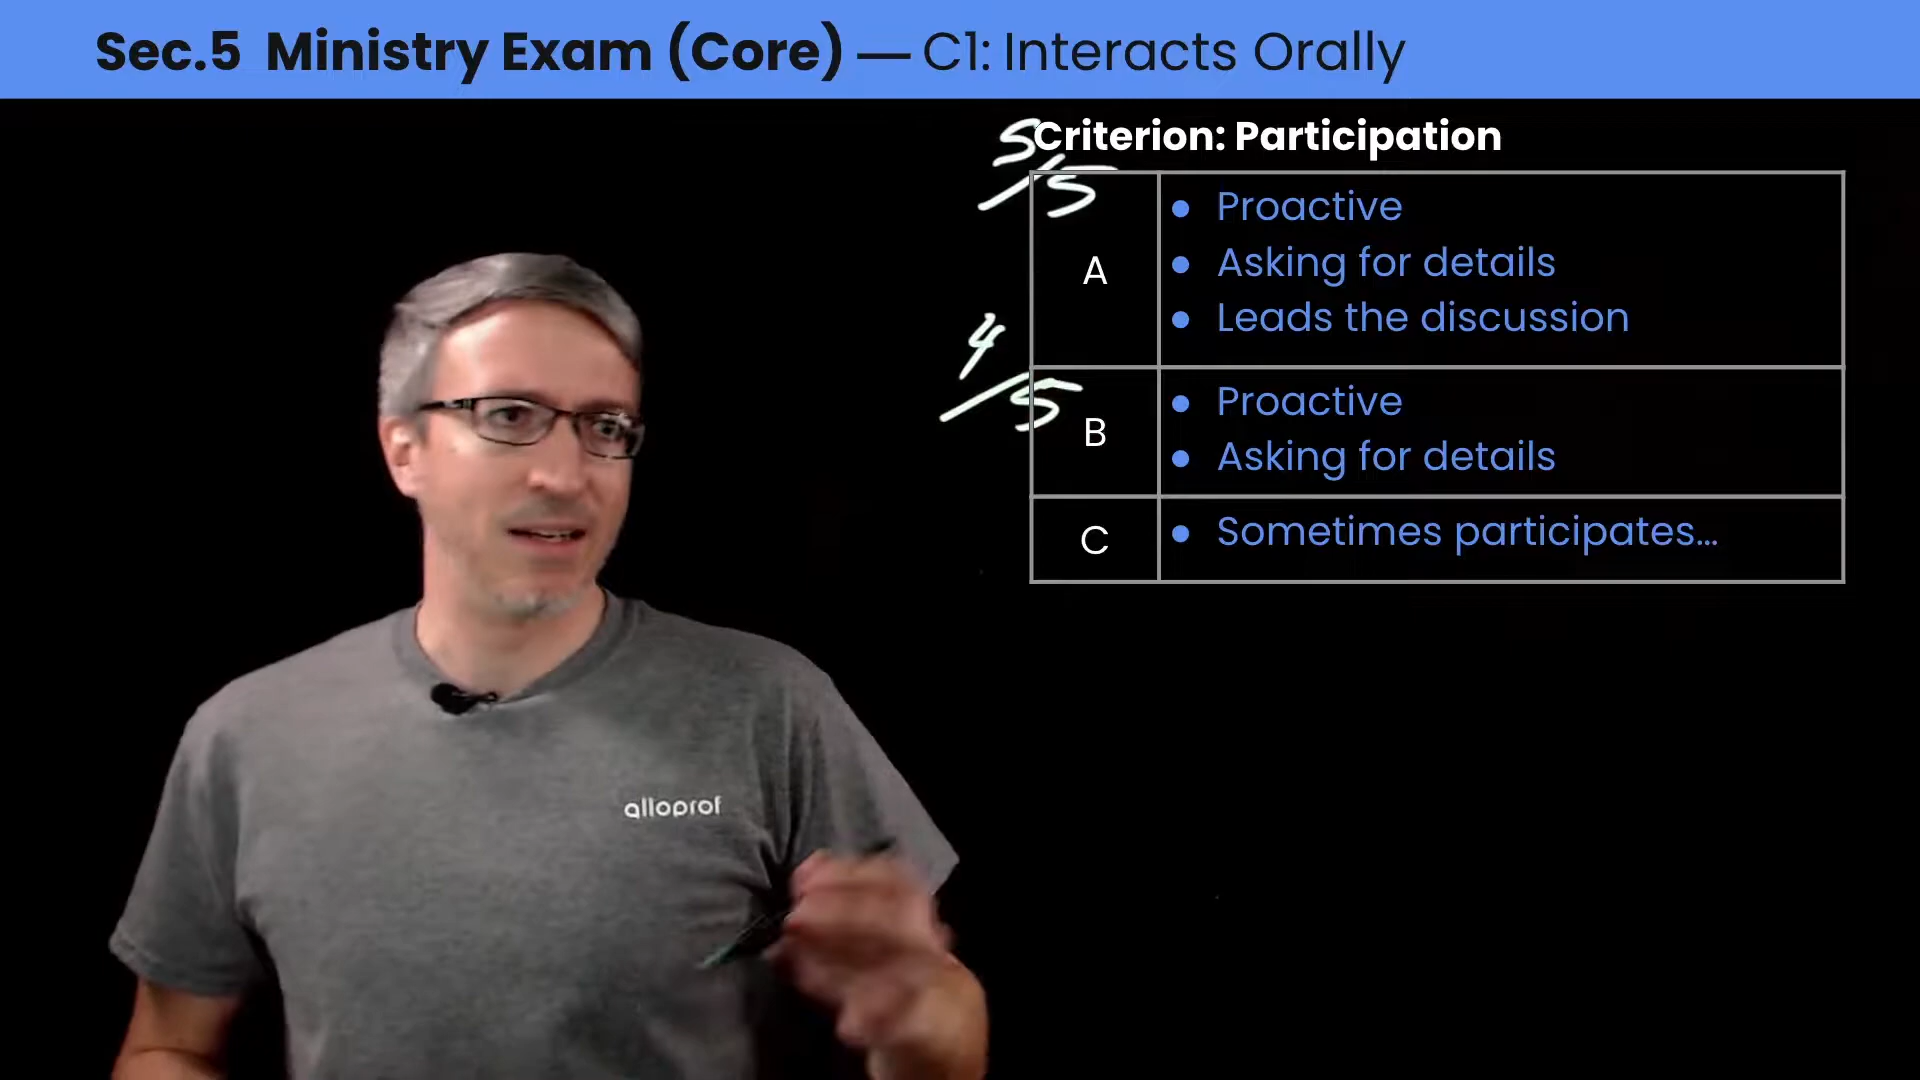 Sec.5 Ministry Exam (Core) — C1: Interacts Orally
Criterion: Participation
5/5
A
● Proactive
● Asking for details
● Leads the discussion
4/5
B
● Proactive
● Asking for details
C
● Sometimes participates...
alloprof